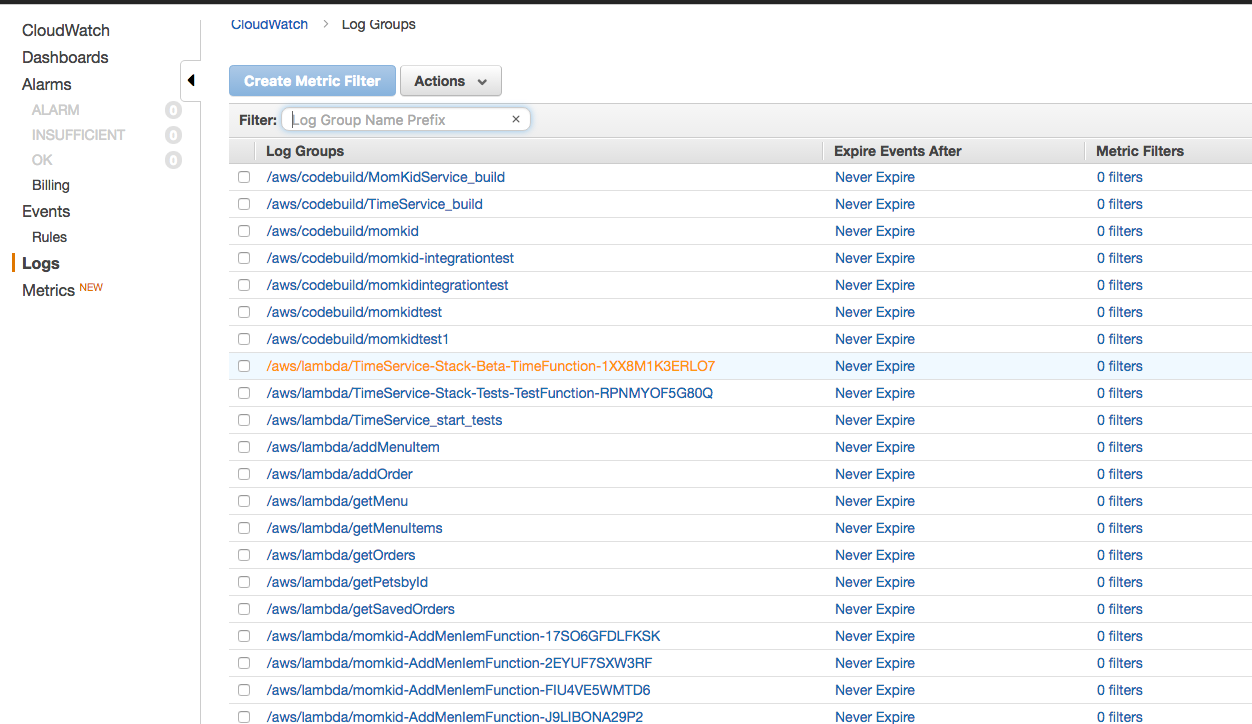 CloudWatch
Dashboards
Alarms
ALARM 0
INSUFFICIENT 0
OK 0
Billing
Events
Rules
Logs
Metrics NEW
CloudWatch > Log Groups
Create Metric Filter Actions
Filter: Log Group Name Prefix ×
Log Groups Expire Events After Metric Filters
/aws/codebuild/MomKidService_build Never Expire 0 filters
/aws/codebuild/TimeService_build Never Expire 0 filters
/aws/codebuild/momkid Never Expire 0 filters
/aws/codebuild/momkid-integrationtest Never Expire 0 filters
/aws/codebuild/momkidintegrationtest Never Expire 0 filters
/aws/codebuild/momkidtest Never Expire 0 filters
/aws/codebuild/momkidtest1 Never Expire 0 filters
/aws/lambda/TimeService-Stack-Beta-TimeFunction-1XX8M1K3ERLO7 Never Expire 0 filters
/aws/lambda/TimeService-Stack-Tests-TestFunction-RPNMYOF5G80Q Never Expire 0 filters
/aws/lambda/TimeService_start_tests Never Expire 0 filters
/aws/lambda/addMenuItem Never Expire 0 filters
/aws/lambda/addOrder Never Expire 0 filters
/aws/lambda/getMenu Never Expire 0 filters
/aws/lambda/getMenuItems Never Expire 0 filters
/aws/lambda/getOrders Never Expire 0 filters
/aws/lambda/getPetsbyId Never Expire 0 filters
/aws/lambda/getSavedOrders Never Expire 0 filters
/aws/lambda/momkid-AddMenIemFunction-17SO6GFDLFKSK Never Expire 0 filters
/aws/lambda/momkid-AddMenIemFunction-2EYUF7SXW3RF Never Expire 0 filters
/aws/lambda/momkid-AddMenIemFunction-FIU4VE5WMTD6 Never Expire 0 filters
/aws/lambda/momkid-AddMenIemFunction-J9LIBONA29P2 Never Expire 0 filters